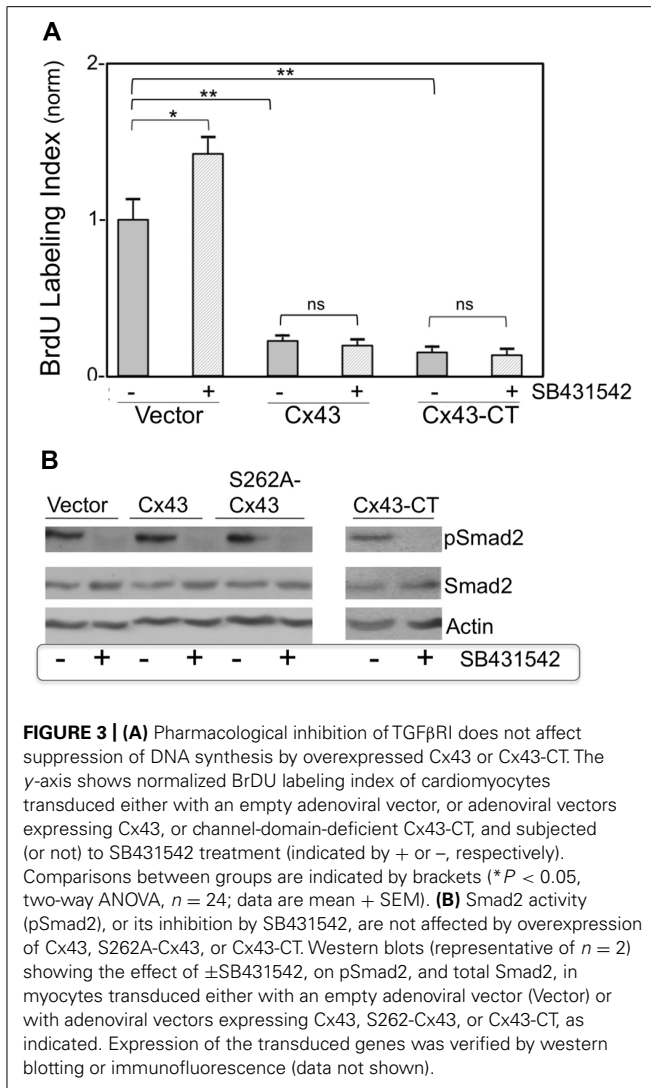 A
BrdU Labeling Index (norm)
2-
1-
0-
**
**
*
ns
ns
- + - + - + SB431542
Vector Cx43 Cx43-CT
B
S262A-
Vector Cx43 Cx43 Cx43-CT
pSmad2
Smad2
Actin
- + - + - + - + SB431542
FIGURE 3 | (A) Pharmacological inhibition of TGFβRI does not affect
suppression of DNA synthesis by overexpressed Cx43 or Cx43-CT. The
y-axis shows normalized BrDU labeling index of cardiomyocytes
transduced either with an empty adenoviral vector, or adenoviral vectors
expressing Cx43, or channel-domain-deficient Cx43-CT, and subjected
(or not) to SB431542 treatment (indicated by + or –, respectively).
Comparisons between groups are indicated by brackets (*P < 0.05,
two-way ANOVA, n = 24; data are mean + SEM). (B) Smad2 activity
(pSmad2), or its inhibition by SB431542, are not affected by overexpression
of Cx43, S262A-Cx43, or Cx43-CT. Western blots (representative of n = 2)
showing the effect of ±SB431542, on pSmad2, and total Smad2, in
myocytes transduced either with an empty adenoviral vector (Vector) or
with adenoviral vectors expressing Cx43, S262-Cx43, or Cx43-CT, as
indicated. Expression of the transduced genes was verified by western
blotting or immunofluorescence (data not shown).